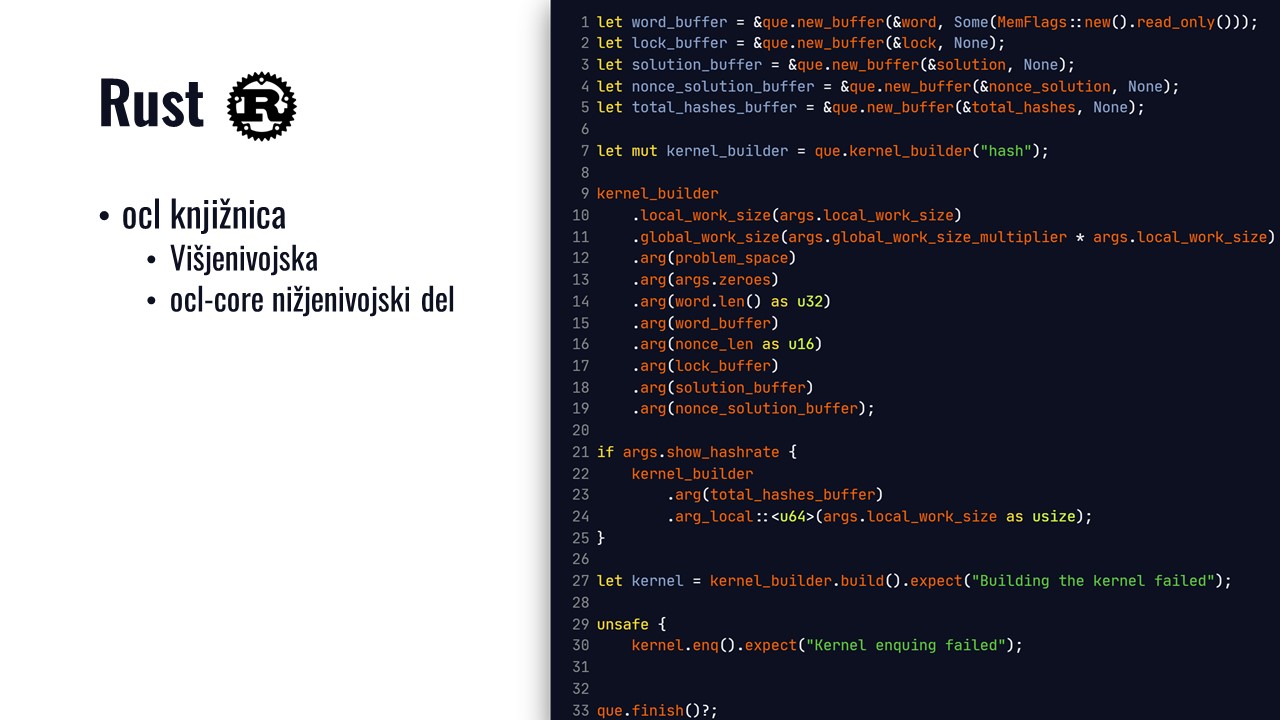 Rust
• ocl knjižnica
• Višjenivojska
• ocl-core nižjenivojski del
1 let word_buffer = &que.new_buffer(&word, Some(MemFlags::new().read_only()));
2 let lock_buffer = &que.new_buffer(&lock, None);
3 let solution_buffer = &que.new_buffer(&solution, None);
4 let nonce_solution_buffer = &que.new_buffer(&nonce_solution, None);
5 let total_hashes_buffer = &que.new_buffer(&total_hashes, None);
6
7 let mut kernel_builder = que.kernel_builder("hash");
8
9 kernel_builder
10     .local_work_size(args.local_work_size)
11     .global_work_size(args.global_work_size_multiplier * args.local_work_size)
12     .arg(problem_space)
13     .arg(args.zeroes)
14     .arg(word.len() as u32)
15     .arg(word_buffer)
16     .arg(nonce_len as u16)
17     .arg(lock_buffer)
18     .arg(solution_buffer)
19     .arg(nonce_solution_buffer);
20
21 if args.show_hashrate {
22     kernel_builder
23         .arg(total_hashes_buffer)
24         .arg_local::<u64>(args.local_work_size as usize);
25 }
26
27 let kernel = kernel_builder.build().expect("Building the kernel failed");
28
29 unsafe {
30     kernel.enq().expect("Kernel enquing failed");
31
32
33 que.finish()?;